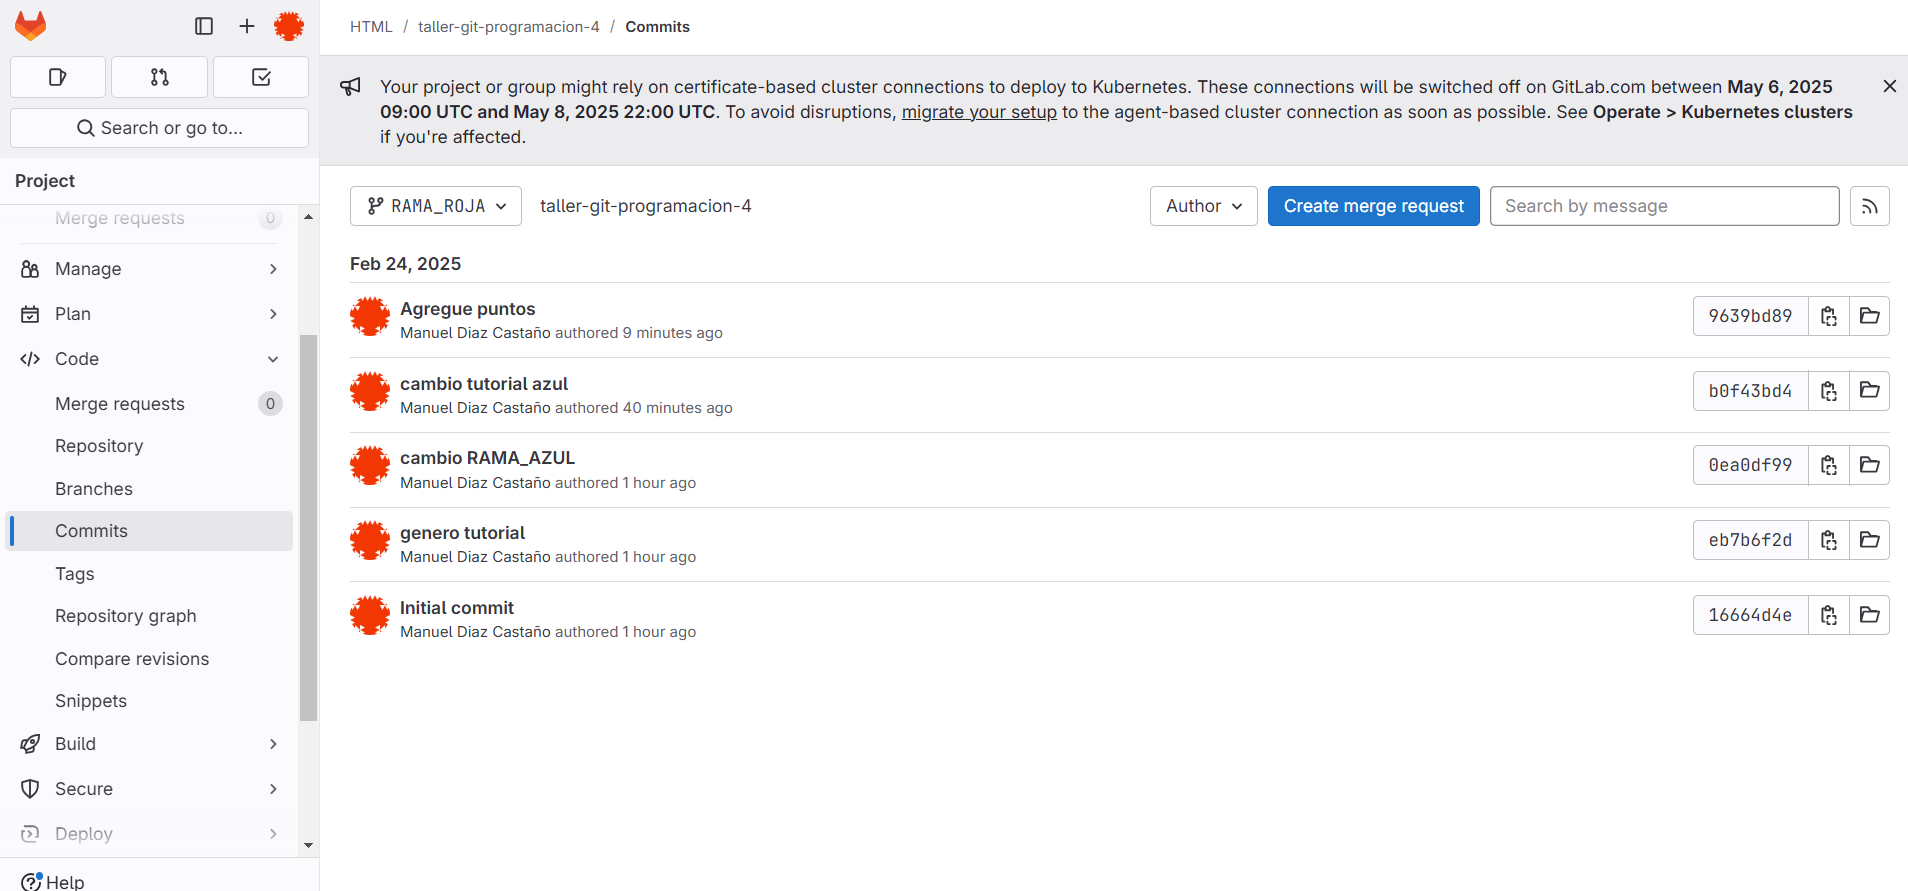 HTML / taller-git-programacion-4 / Commits
Your project or group might rely on certificate-based cluster connections to deploy to Kubernetes. These connections will be switched off on GitLab.com between May 6, 2025
09:00 UTC and May 8, 2025 22:00 UTC. To avoid disruptions, migrate your setup to the agent-based cluster connection as soon as possible. See Operate > Kubernetes clusters
if you're affected.
Search or go to...
Project
Merge requests 0
Manage
Plan
Code
Merge requests 0
Repository
Branches
Commits
Tags
Repository graph
Compare revisions
Snippets
Build
Secure
Deploy
Help
RAMA_ROJA taller-git-programacion-4 Author Create merge request Search by message
Feb 24, 2025
Agregue puntos
Manuel Diaz Castaño authored 9 minutes ago
9639bd89
cambio tutorial azul
Manuel Diaz Castaño authored 40 minutes ago
b0f43bd4
cambio RAMA_AZUL
Manuel Diaz Castaño authored 1 hour ago
0ea0df99
genero tutorial
Manuel Diaz Castaño authored 1 hour ago
eb7b6f2d
Initial commit
Manuel Diaz Castaño authored 1 hour ago
16664d4e